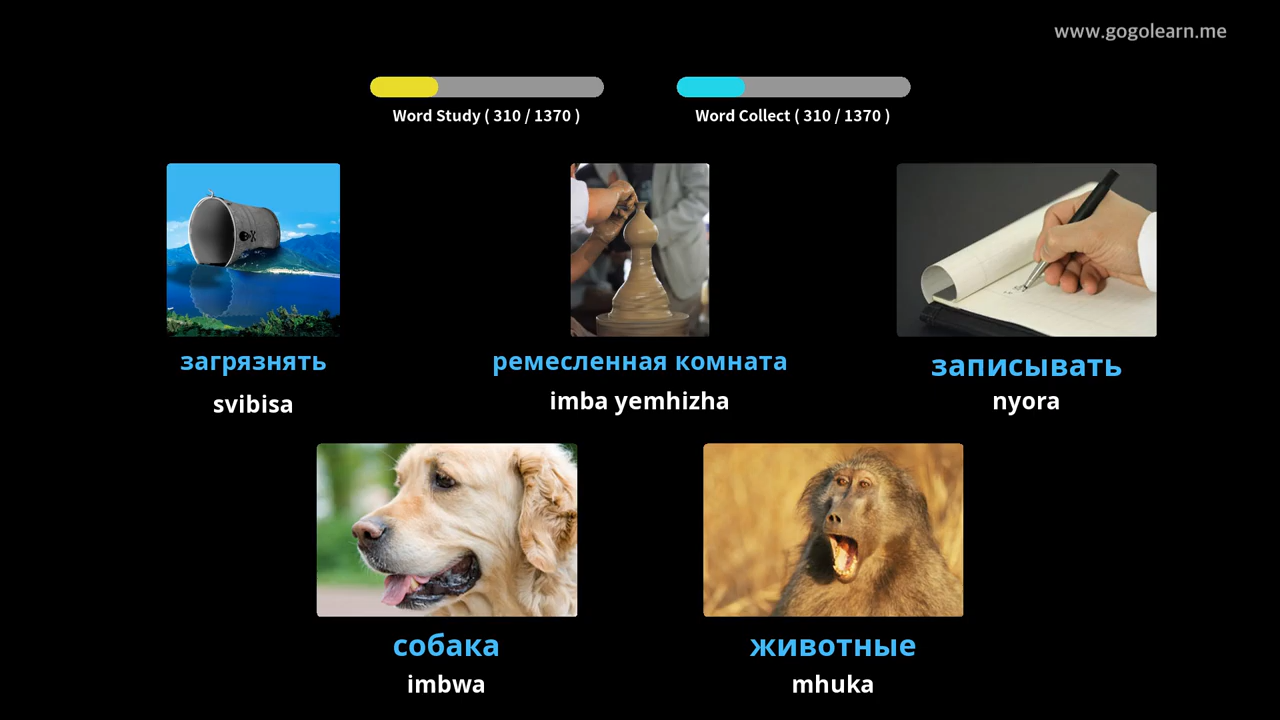 www.gogolearn.me
Word Study ( 310 / 1370 )
Word Collect ( 310 / 1370 )
загрязнять
svibisa
ремесленная комната
imba yemhizha
записывать
nyora
собака
imbwa
животные
mhuka